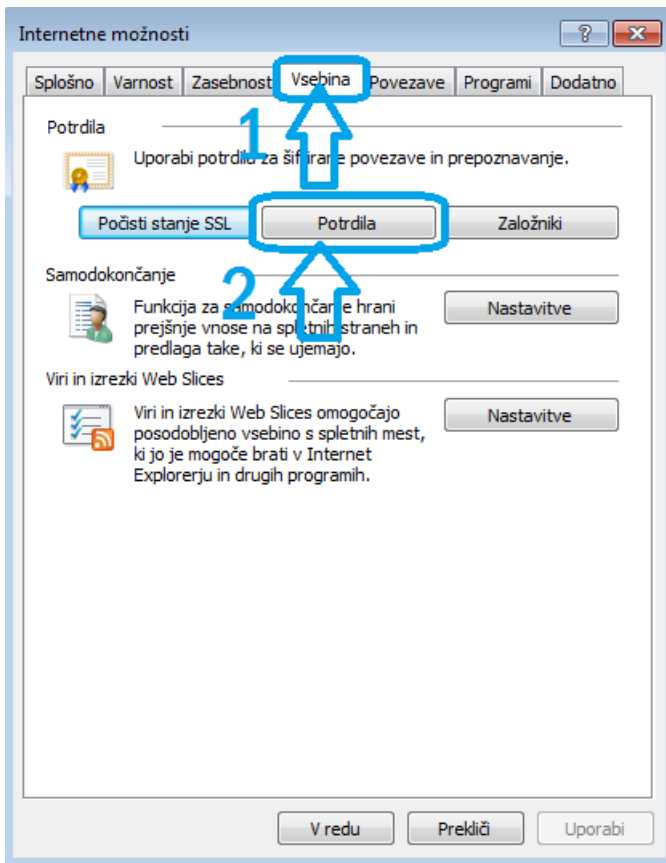 Internetne možnosti
Splošno Varnost Zasebnost Vsebina Povezave Programi Dodatno
Potrdila
1
Uporabi potrdila za šifrirane povezave in prepoznavanje.
Počisti stanje SSL Potrdila Založniki
2
Samodokončanje
Funkcija za samodokončanje hrani
prejšnje vnose na spletnih straneh in
predlaga take, ki se ujemajo.
Nastavitve
Viri in izrezki Web Slices
Viri in izrezki Web Slices omogočajo
posodobljeno vsebino s spletnih mest,
ki jo je mogoče brati v Internet
Explorerju in drugih programih.
Nastavitve
V redu Prekliči Uporabi